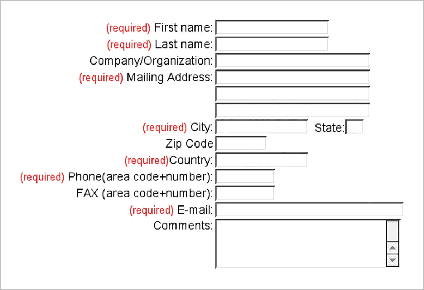 (required) First name:
(required) Last name:
Company/Organization:
(required) Mailing Address:
(required) City: State:
Zip Code
(required)Country:
(required) Phone(area code+number):
FAX (area code+number):
(required) E-mail:
Comments: